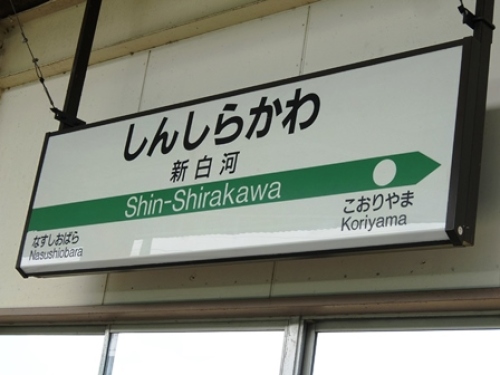 しんしらかわ
新白河
Shin-Shirakawa
なすしおばら
Nasushiobara
こおりやま
Koriyama